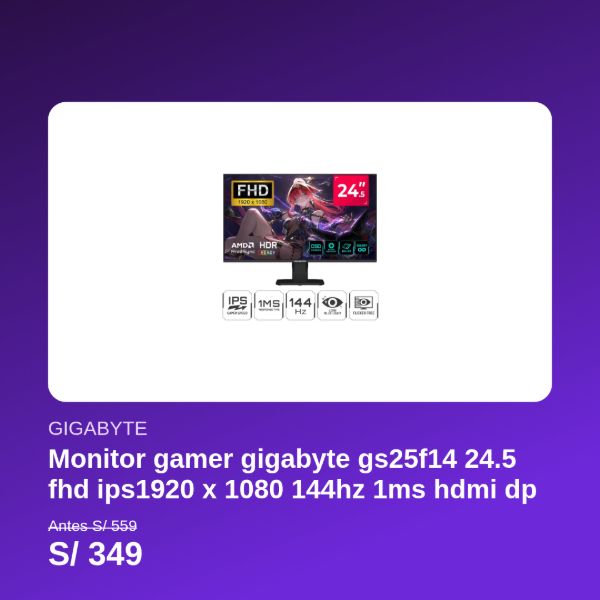 FHD
1920 x 1080
24"5
AMD HDR
READY
IPS
1MS
144
Hz
GIGABYTE
Monitor gamer gigabyte gs25f14 24.5
fhd ips1920 x 1080 144hz 1ms hdmi dp
Antes S/ 559
S/ 349